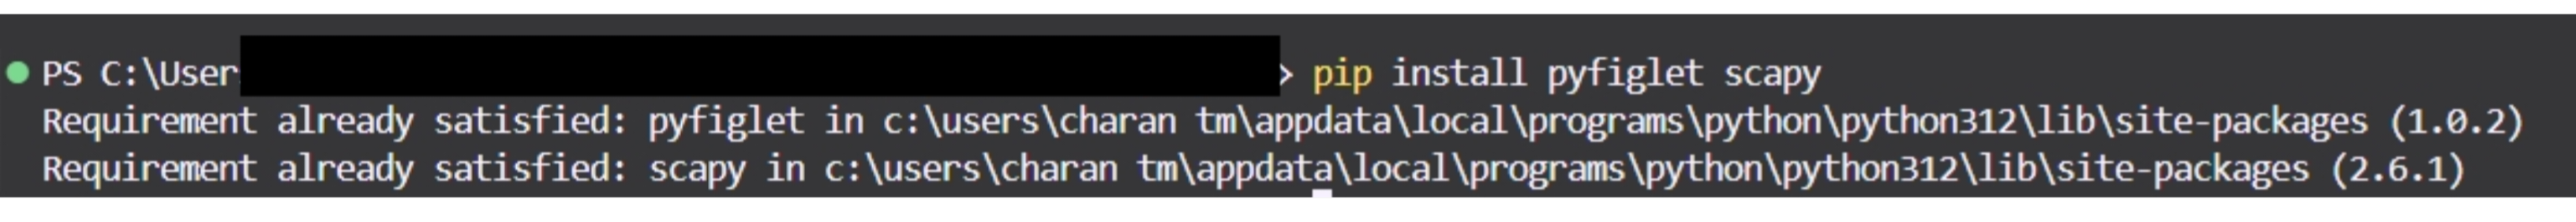 PS C:\User > pip install pyfiglet scapy
Requirement already satisfied: pyfiglet in c:\users\charan tm\appdata\local\programs\python\python312\lib\site-packages (1.0.2)
Requirement already satisfied: scapy in c:\users\charan tm\appdata\local\programs\python\python312\lib\site-packages (2.6.1)